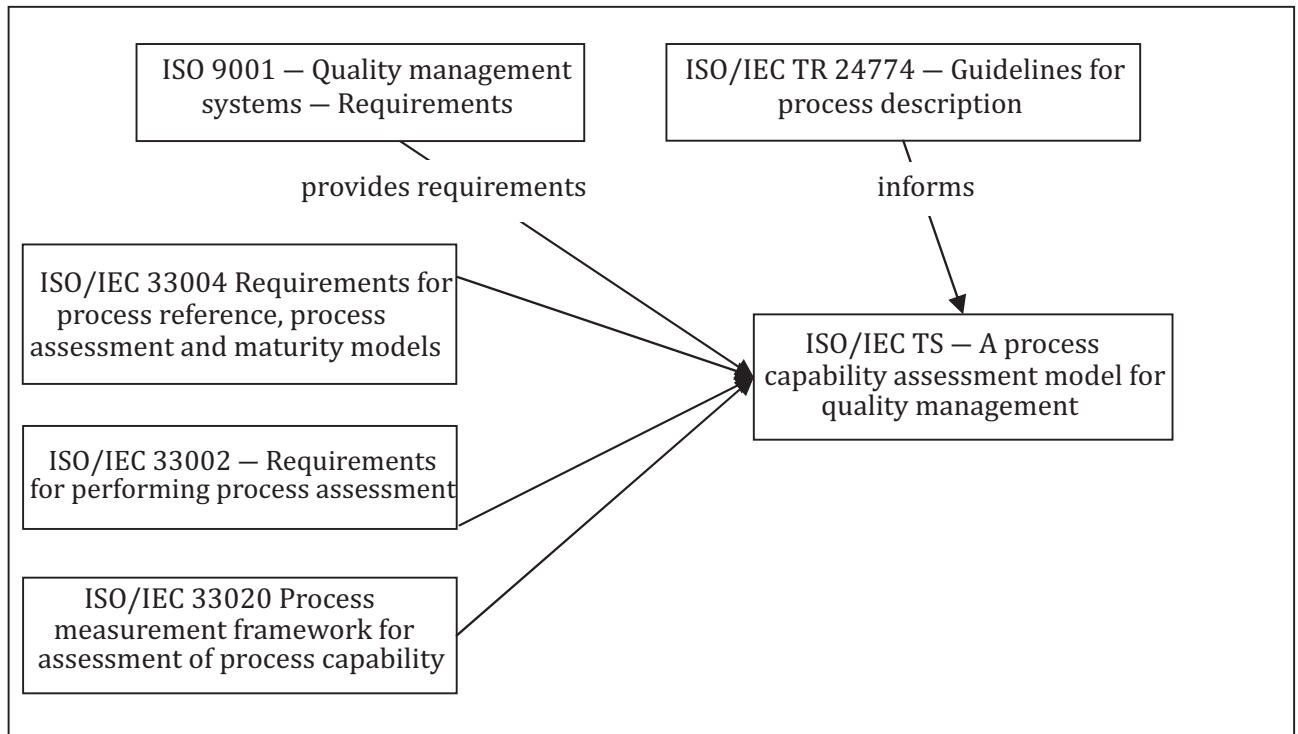 ISO 9001 — Quality management
systems — Requirements
ISO/IEC TR 24774 — Guidelines for
process description
provides requirements
informs
ISO/IEC 33004 Requirements for
process reference, process
assessment and maturity models
ISO/IEC TS — A process
capability assessment model for
quality management
ISO/IEC 33002 — Requirements
for performing process assessment
ISO/IEC 33020 Process
measurement framework for
assessment of process capability